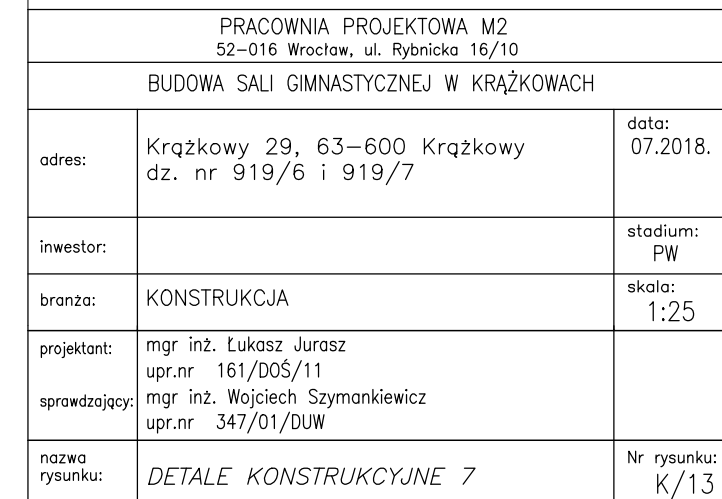 PRACOWNIA PROJEKTOWA M2
52-016 Wrocław, ul. Rybnicka 16/10
BUDOWA SALI GIMNASTYCZNEJ W KRĄŻKOWACH
adres:
Krążkowy 29, 63-600 Krążkowy
dz. nr 919/6 i 919/7
data:
07.2018.
inwestor:
stadium:
PW
branża:
KONSTRUKCJA
skala:
1:25
projektant:
mgr inż. Łukasz Jurasz
upr.nr 161/DOŚ/11
sprawdzający:
mgr inż. Wojciech Szymankiewicz
upr.nr 347/01/DUW
nazwa
rysunku:
DETALE KONSTRUKCYJNE 7
Nr rysunku:
K/13